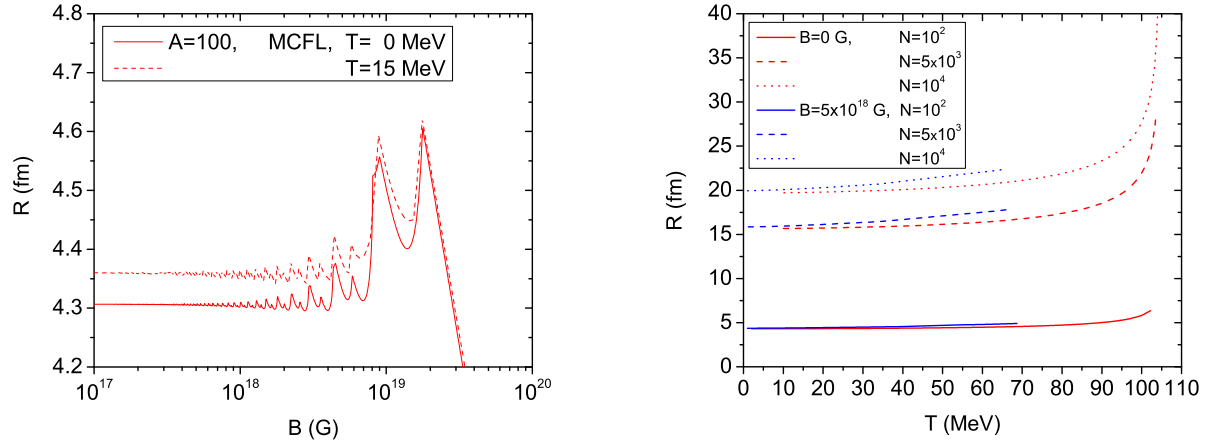 4.8
4.7
4.6
4.5
4.4
4.3
4.2
R (fm)
A=100, MCFL, T= 0 MeV
T=15 MeV
10^17 10^18 10^19 10^20
B (G)
40
35
30
25
20
15
10
5
0
R (fm)
B=0 G, N=10^2
N=5x10^3
N=10^4
B=5x10^18 G, N=10^2
N=5x10^3
N=10^4
0 10 20 30 40 50 60 70 80 90 100 110
T (MeV)